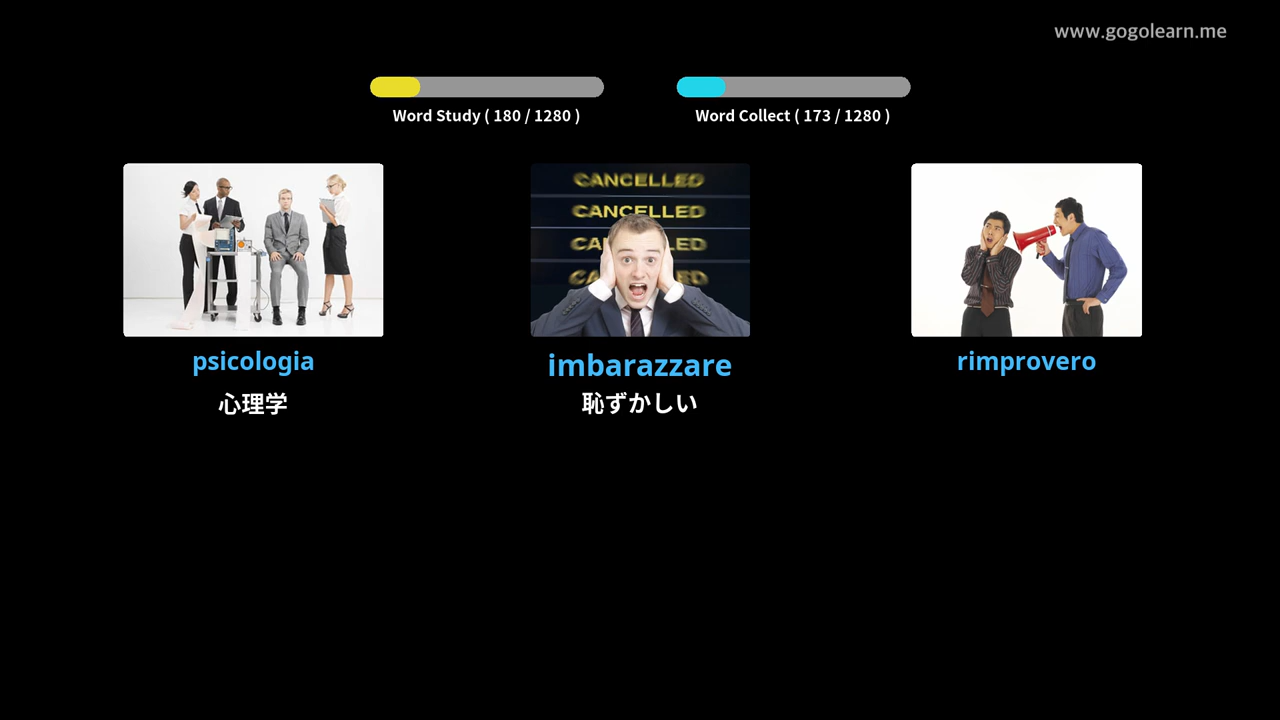 www.gogolearn.me
Word Study ( 180 / 1280 )
Word Collect ( 173 / 1280 )
CANCELLED
CANCELLED
psicologia
imbarazzare
rimprovero
心理学
恥ずかしい